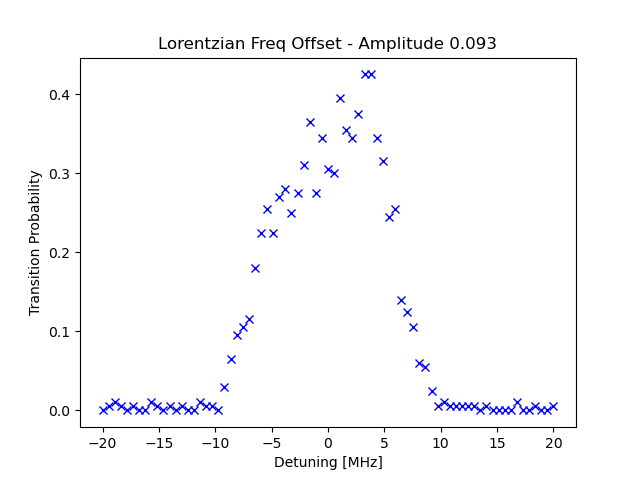 Lorentzian Freq Offset - Amplitude 0.093
Transition Probability
0.4
0.3
0.2
0.1
0.0
−20 −15 −10 −5 0 5 10 15 20
Detuning [MHz]